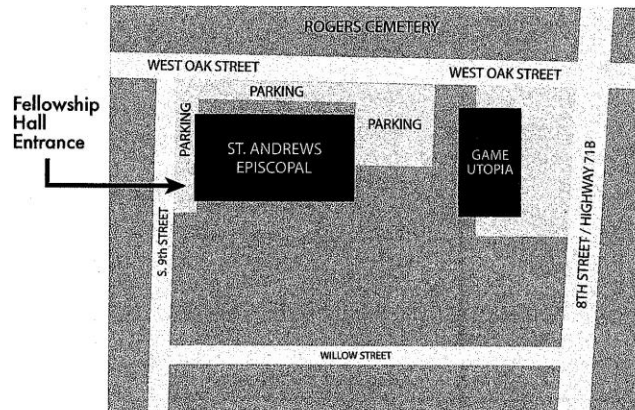 ROGERS CEMETERY
WEST OAK STREET
WEST OAK STREET
PARKING
Fellowship
Hall
Entrance
PARKING
PARKING
ST. ANDREWS
EPISCOPAL
GAME
UTOPIA
S. 9th STREET
8TH STREET / HIGHWAY 71B
WILLOW STREET